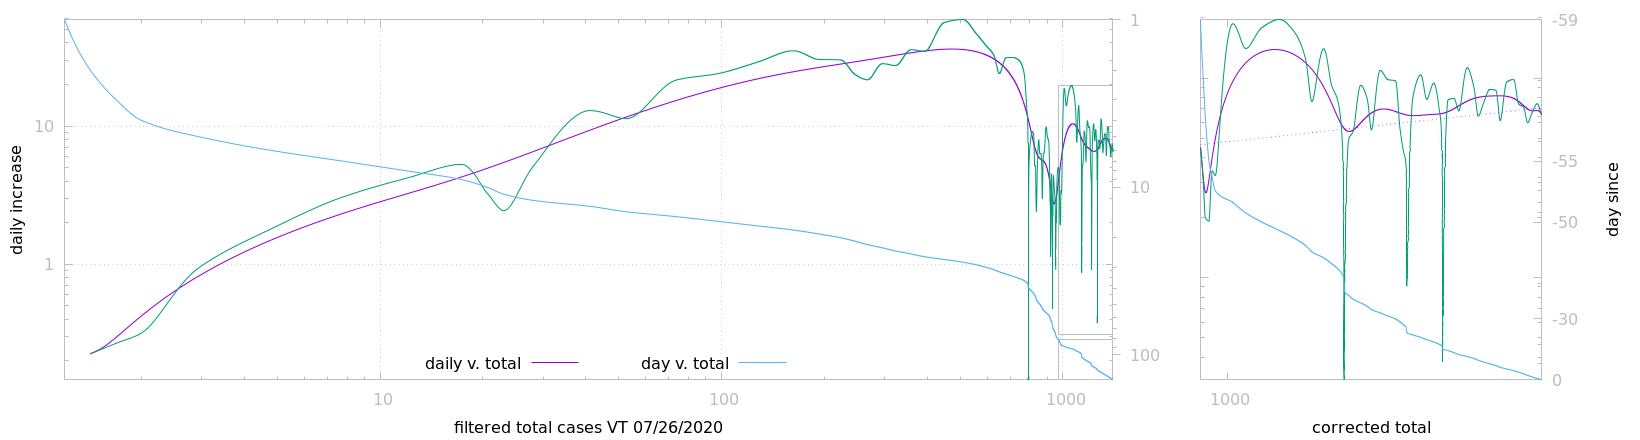 1
-59
10
daily increase
-55
10
day since
-50
1
-30
daily v. total
day v. total
100
0
10
100
1000
1000
filtered total cases VT 07/26/2020
corrected total